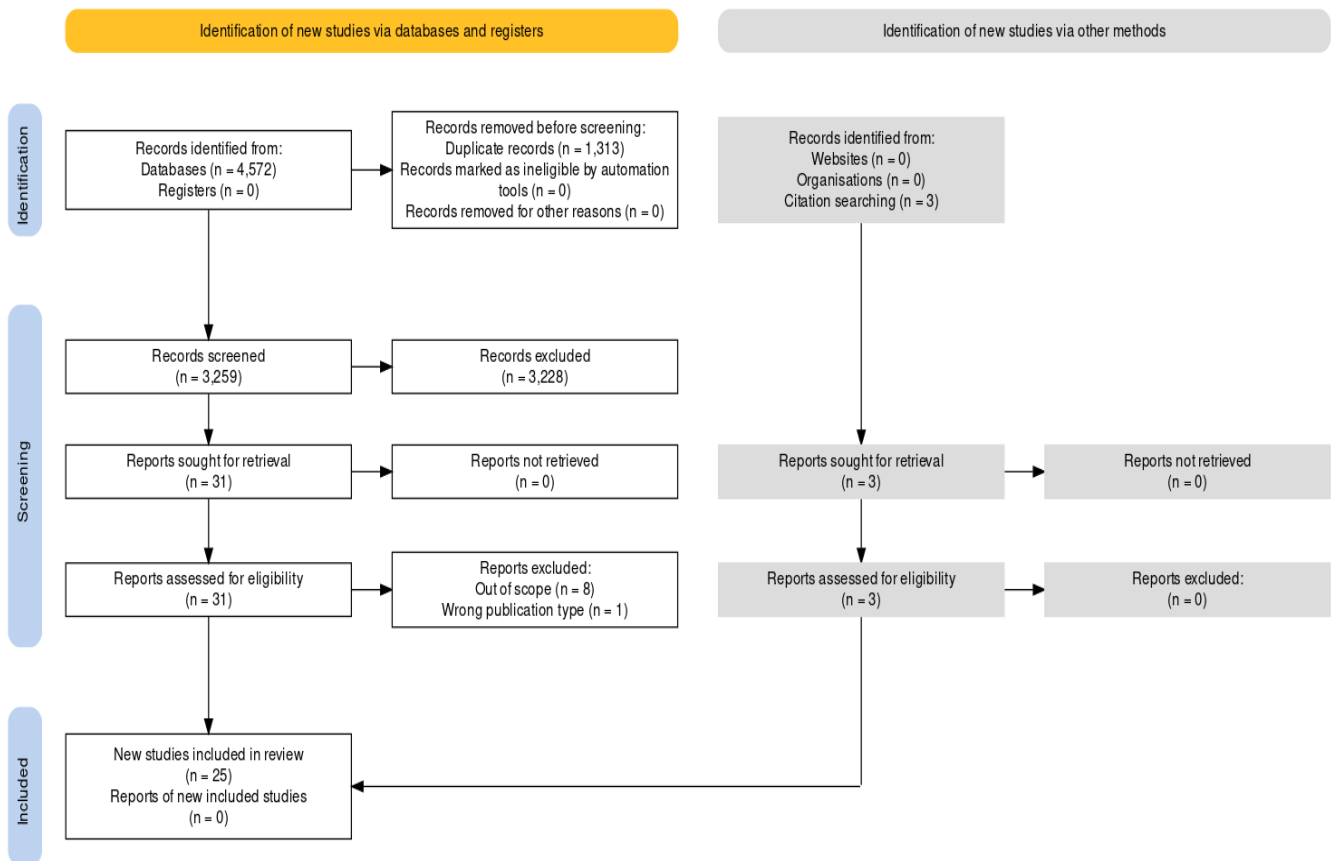 Identification of new studies via databases and registers
Identification of new studies via other methods
Identification
Records identified from:
Databases (n = 4,572)
Registers (n = 0)
Records removed before screening:
Duplicate records (n = 1,313)
Records marked as ineligible by automation
tools (n = 0)
Records removed for other reasons (n = 0)
Records identified from:
Websites (n = 0)
Organisations (n = 0)
Citation searching (n = 3)
Screening
Records screened
(n = 3,259)
Records excluded
(n = 3,228)
Reports sought for retrieval
(n = 31)
Reports not retrieved
(n = 0)
Reports sought for retrieval
(n = 3)
Reports not retrieved
(n = 0)
Reports assessed for eligibility
(n = 31)
Reports excluded:
Out of scope (n = 8)
Wrong publication type (n = 1)
Reports assessed for eligibility
(n = 3)
Reports excluded:
(n = 0)
Included
New studies included in review
(n = 25)
Reports of new included studies
(n = 0)